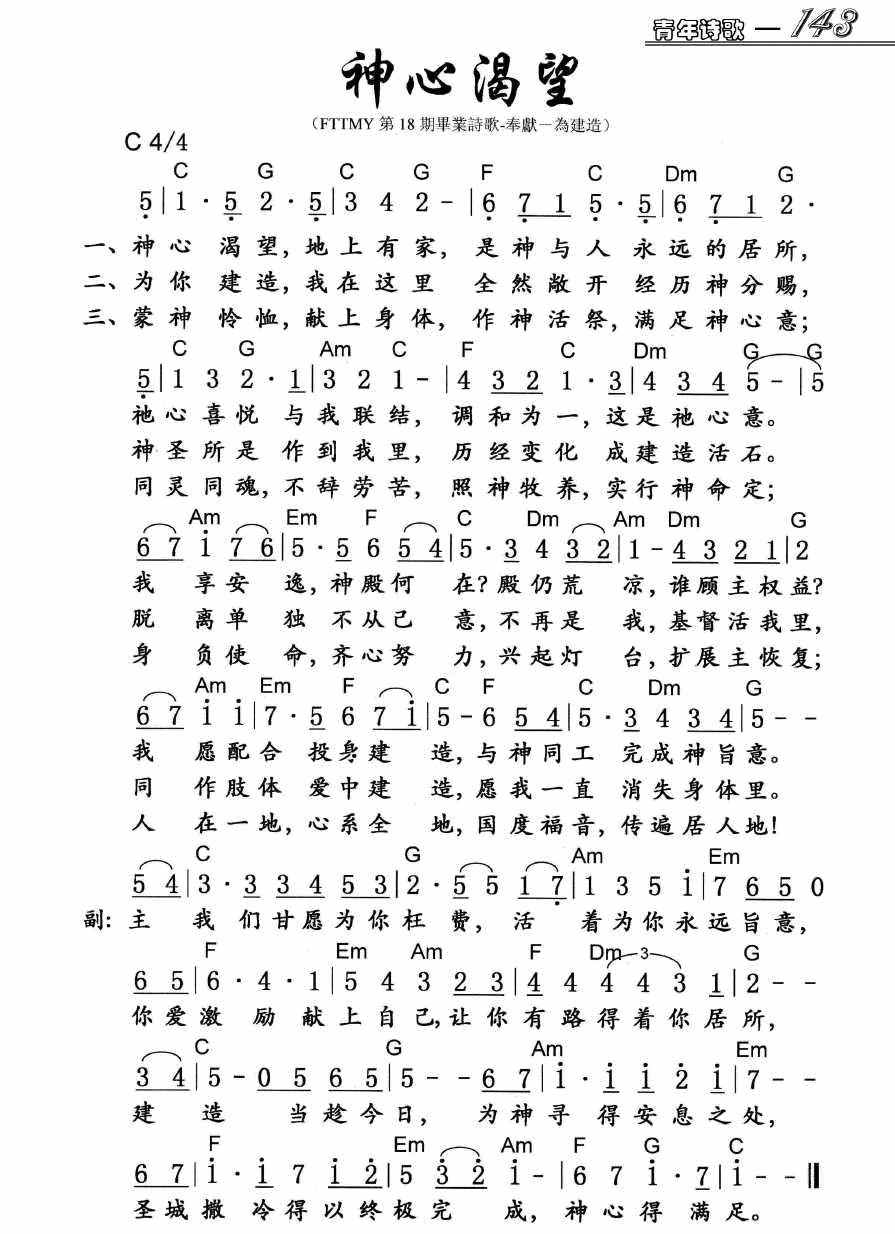 青年诗歌 — 143
神心渴望
（FTTMY 第 18 期畢業詩歌-奉獻－為建造）
C 4/4
C G C G F C Dm G
5|1 · 5 2 · 5|3 4 2 - |6 7 1 5 · 5|6 7 1 2 ·
一、神心 渴望，地上有家， 是神与人 永远的居所，
二、为你 建造，我在这里 全然敞开 经历神分赐，
三、蒙神 怜恤，献上身体， 作神活祭，满足神心意；
C G Am C F C Dm G G
5|1 3 2 · 1|3 2 1 - |4 3 2 1 · 3|4 3 4 5 - |5
祂心喜悦 与我联结， 调和为一，这是祂心意。
神圣所是 作到我里， 历经变化 成建造活石。
同灵同魂，不辞劳苦， 照神牧养，实行神命定；
Am Em F C Dm Am Dm G
6 7 i 7 6|5 · 5 6 5 4|5 · 3 4 3 2|1 - 4 3 2 1|2
我 享安 逸，神殿何 在？殿仍荒 凉，谁顾主权益？
脱 离单 独 不从己 意，不再是 我，基督活我里，
身 负使 命，齐心努 力，兴起灯 台，扩展主恢复；
Am Em F C F C Dm G
6 7 i i|7 · 5 6 7 i|5 - 6 5 4|5 · 3 4 3 4|5 - -
我 愿配合 投身建 造，与神同工 完成神旨意。
同 作肢体 爱中建 造，愿我一直 消失身体里。
人 在一地，心系全 地，国度福音，传遍居人地！
C G Am Em
5 4|3 · 3 3 4 5 3|2 · 5 5 1 7|1 3 5 i|7 6 5 0
副：主 我们甘愿为你枉 费， 活 着为你永远旨意，
F Em Am F Dm 3 G
6 5|6 · 4 · 1|5 4 3 2 3|4 4 4 4 3 1|2 - -
你爱激 励 献上自己，让你有路得着你居所，
C G Am Em
3 4|5 - 0 5 6 5|5 - - 6 7|i · i i 2 i|7 - -
建 造 当趁今日， 为神寻 得安息之处，
F Em Am F G C
6 7|i · i 7 i 2|5 3 2 i - |6 7 i · 7|i - -‖
圣城撒 冷得以终极完 成，神心得 满足。